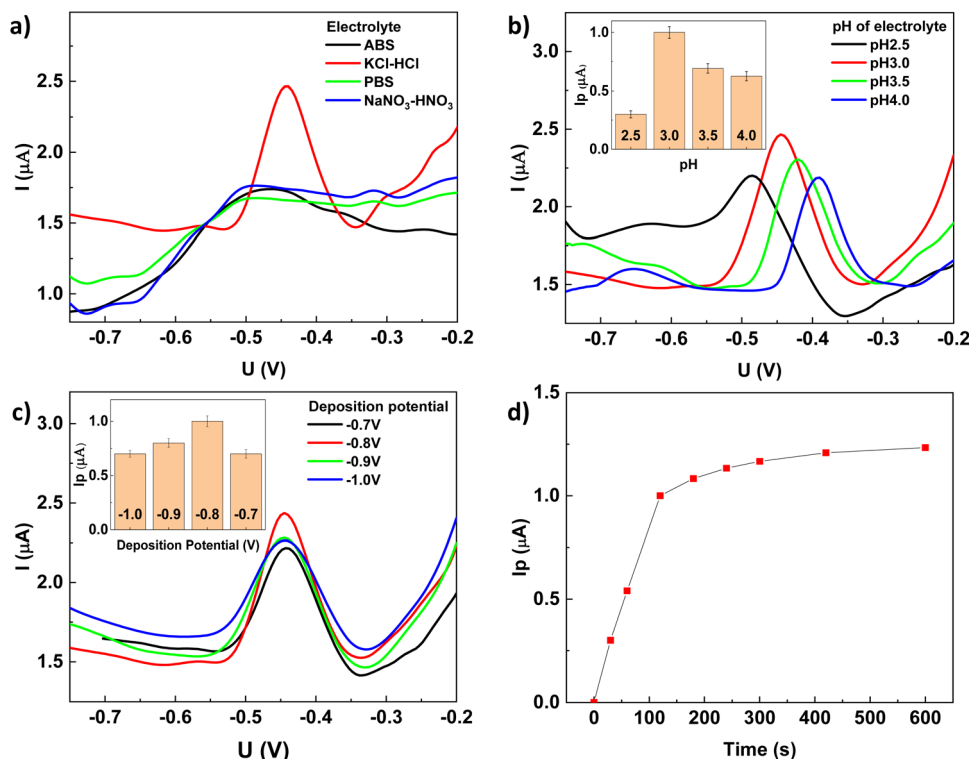 a)
Electrolyte
ABS
KCl-HCl
PBS
NaNO₃-HNO₃
I (μA)
2.5
2.0
1.5
1.0
-0.7 -0.6 -0.5 -0.4 -0.3 -0.2
U (V)
b)
pH of electrolyte
pH2.5
pH3.0
pH3.5
pH4.0
Ip (μA)
1.0
0.5
0.0
2.5 3.0 3.5 4.0
pH
I (μA)
3.0
2.5
2.0
1.5
-0.7 -0.6 -0.5 -0.4 -0.3 -0.2
U (V)
c)
Deposition potential
-0.7V
-0.8V
-0.9V
-1.0V
Ip (μA)
1.0
0.5
0.0
-1.0 -0.9 -0.8 -0.7
Deposition Potential (V)
I (μA)
3.0
2.5
2.0
1.5
-0.7 -0.6 -0.5 -0.4 -0.3 -0.2
U (V)
d)
Ip (μA)
1.5
1.0
0.5
0.0
0 100 200 300 400 500 600
Time (s)